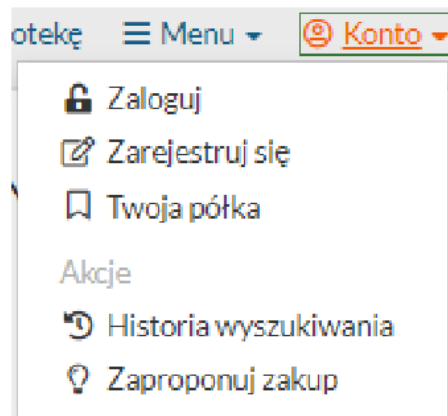 otekę Menu Konto
Zaloguj
Zarejestruj się
Twoja półka
Akcje
Historia wyszukiwania
Zaproponuj zakup